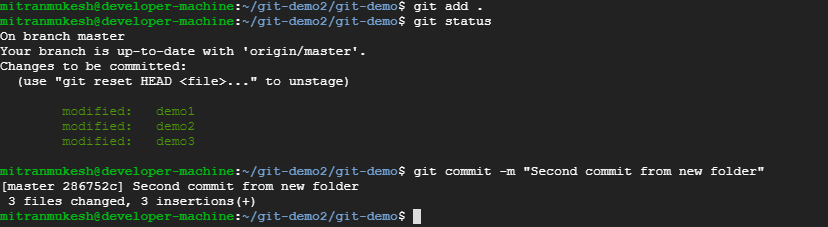 mitranmukesh@developer-machine:~/git-demo2/git-demo$ git add .
mitranmukesh@developer-machine:~/git-demo2/git-demo$ git status
On branch master
Your branch is up-to-date with 'origin/master'.
Changes to be committed:
  (use "git reset HEAD <file>..." to unstage)
        modified:   demo1
        modified:   demo2
        modified:   demo3
mitranmukesh@developer-machine:~/git-demo2/git-demo$ git commit -m "Second commit from new folder"
[master 286752c] Second commit from new folder
 3 files changed, 3 insertions(+)
mitranmukesh@developer-machine:~/git-demo2/git-demo$